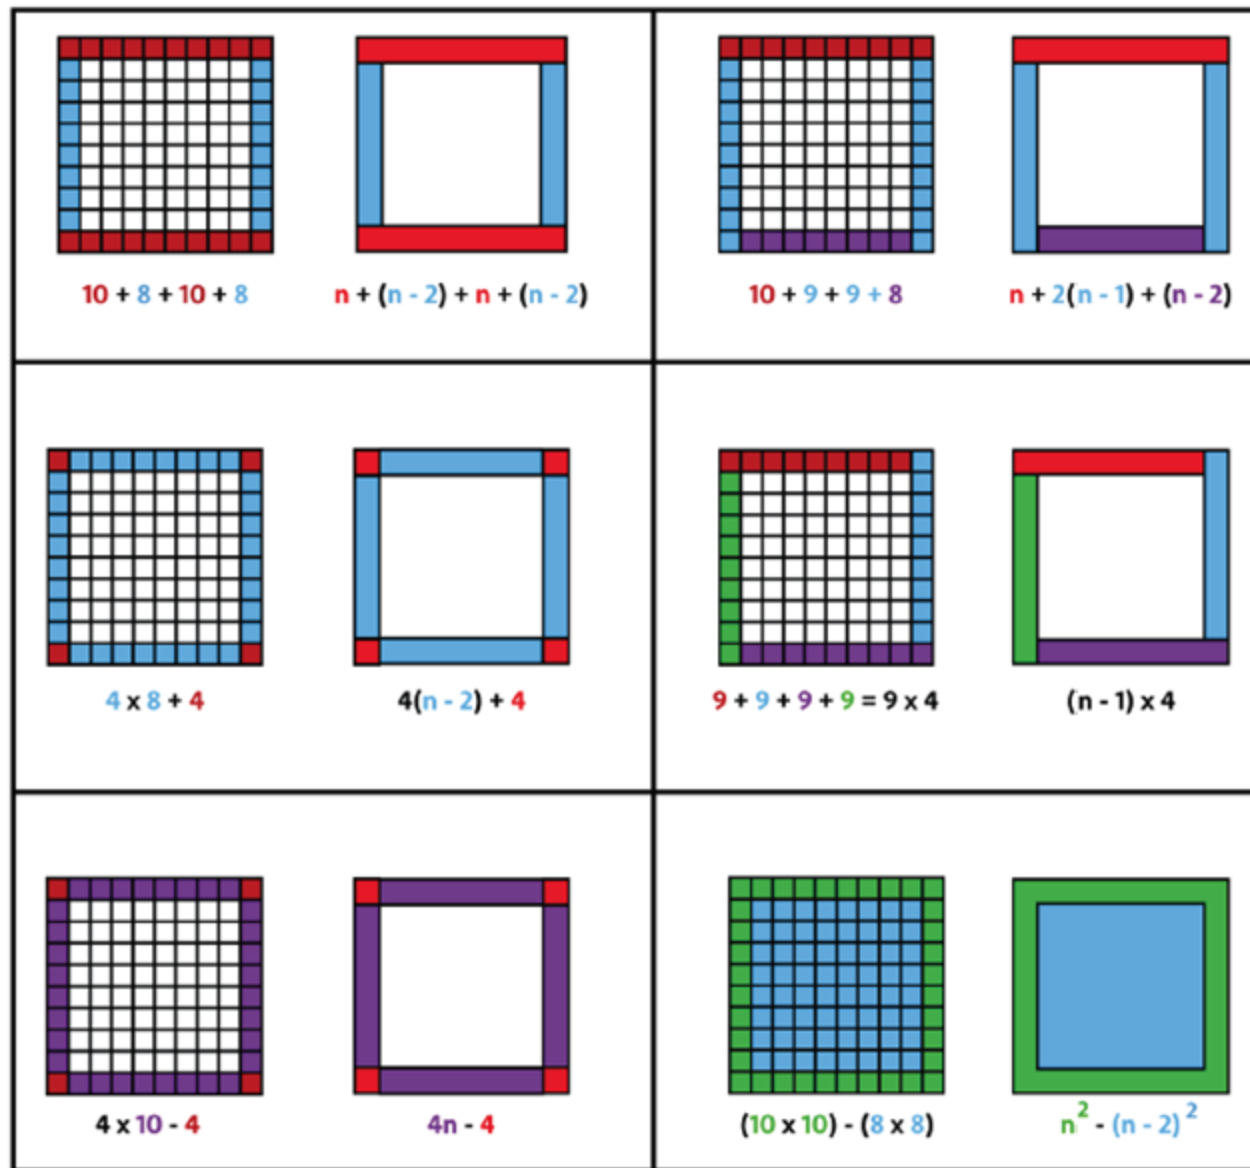 10 + 8 + 10 + 8
n + (n - 2) + n + (n - 2)
10 + 9 + 9 + 8
n + 2(n - 1) + (n - 2)
4 x 8 + 4
4(n - 2) + 4
9 + 9 + 9 + 9 = 9 x 4
(n - 1) x 4
4 x 10 - 4
4n - 4
(10 x 10) - (8 x 8)
n² - (n - 2)²